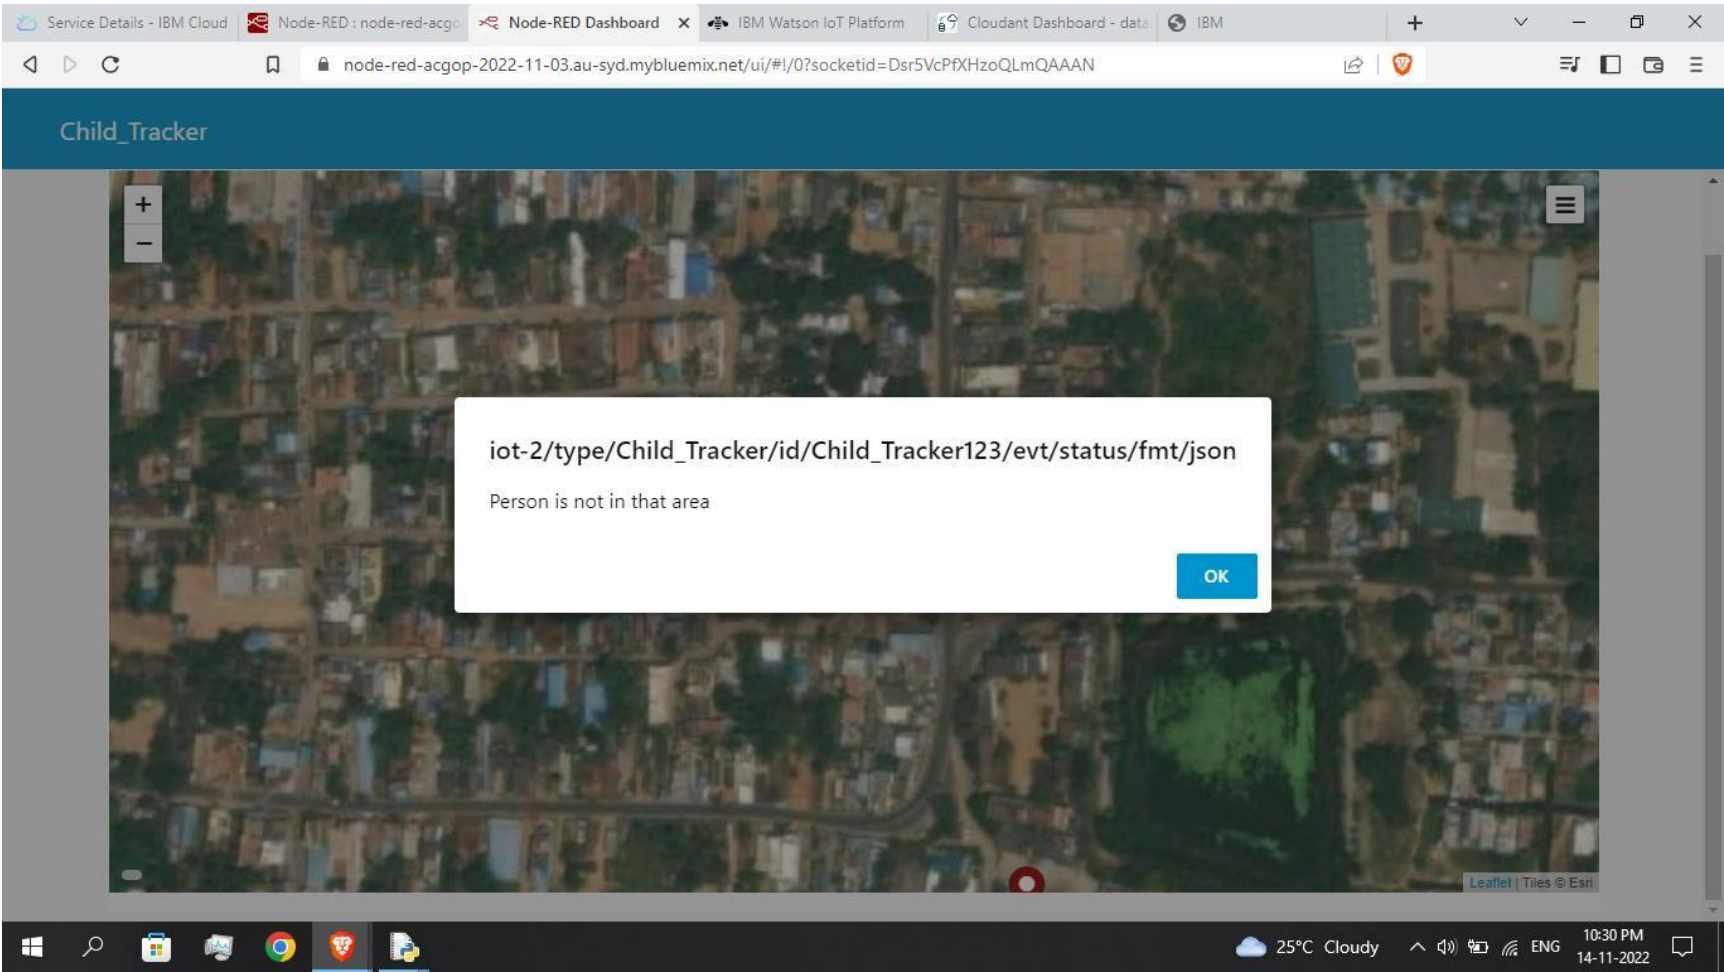 Service Details - IBM Cloud
Node-RED : node-red-acgo
Node-RED Dashboard
IBM Watson IoT Platform
Cloudant Dashboard - data
IBM
node-red-acgop-2022-11-03.au-syd.mybluemix.net/ui/#!/0?socketid=Dsr5VcPfXHzoQLmQAAAN
Child_Tracker
+
−
iot-2/type/Child_Tracker/id/Child_Tracker123/evt/status/fmt/json
Person is not in that area
OK
Leaflet | Tiles © Esri
25°C Cloudy
ENG
10:30 PM
14-11-2022